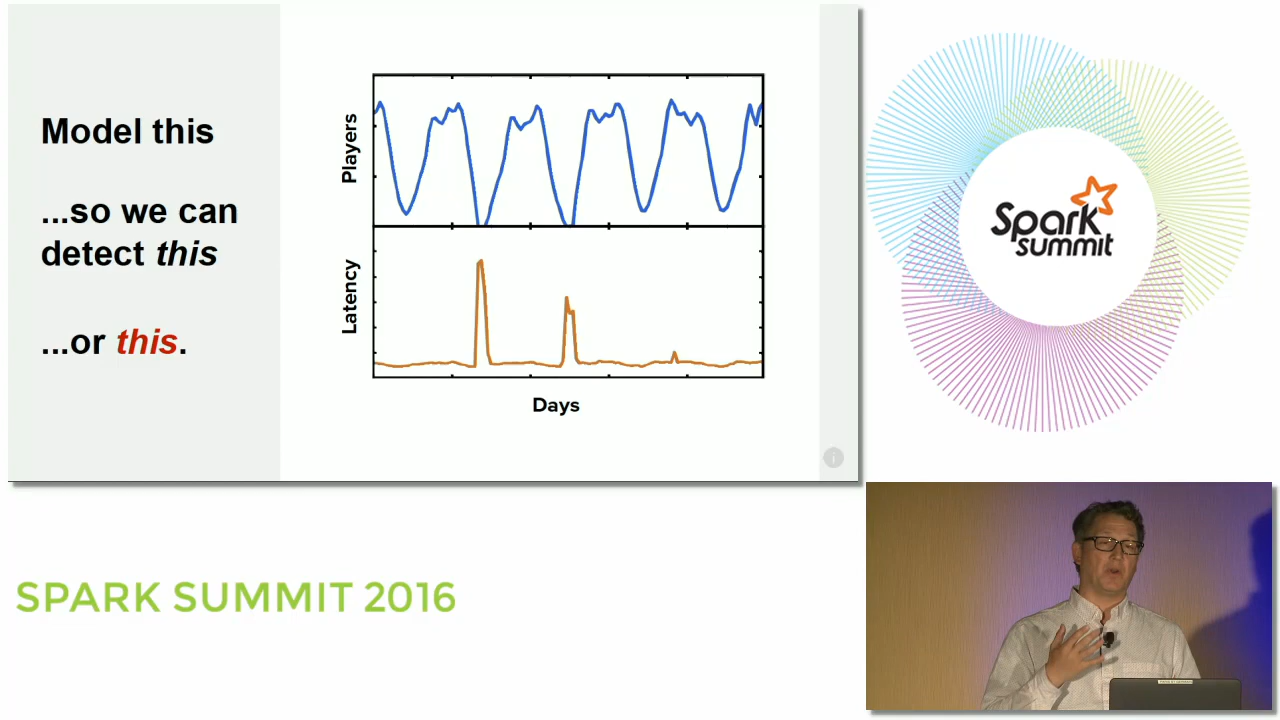 Model this
...so we can
detect this
...or this.
Players
Latency
Days
Spark
summit
SPARK SUMMIT 2016